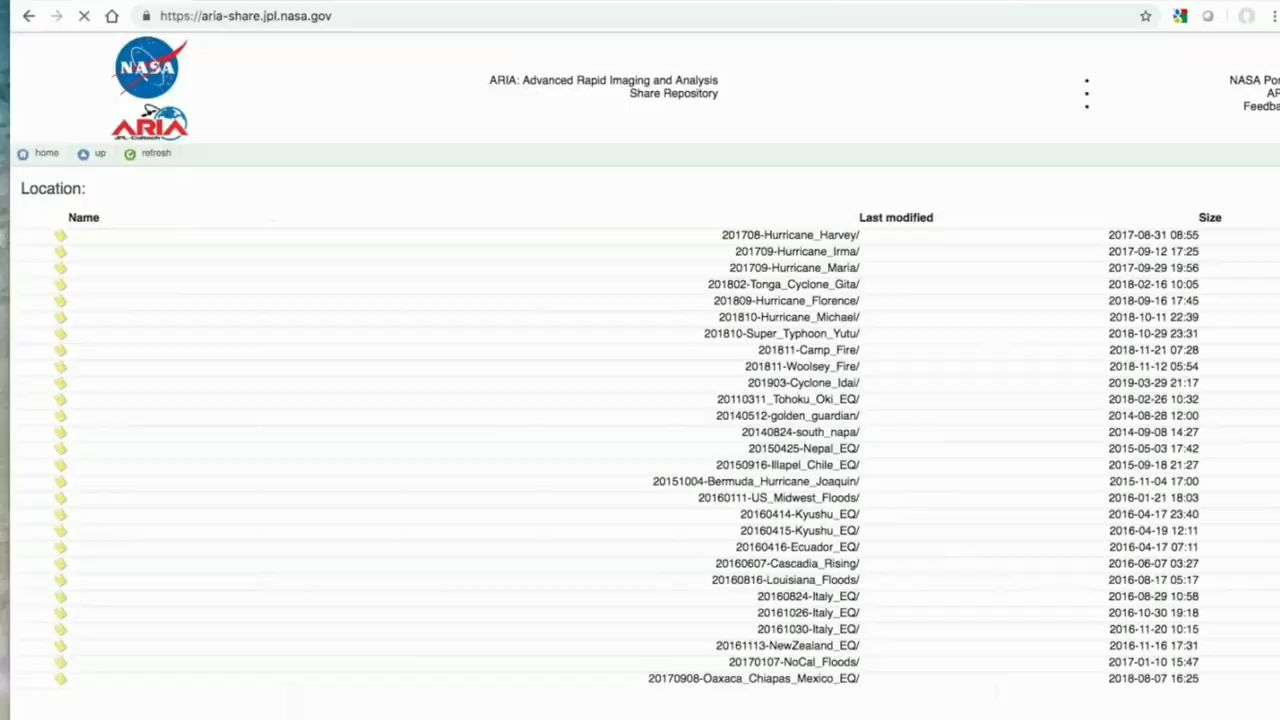 https://aria-share.jpl.nasa.gov
NASA
ARIA
JPL-Caltech
ARIA: Advanced Rapid Imaging and Analysis
Share Repository
NASA
home up refresh
Location:
Name Last modified Size
201708-Hurricane_Harvey/ 2017-08-31 08:55
201709-Hurricane_Irma/ 2017-09-12 17:25
201709-Hurricane_Maria/ 2017-09-29 19:56
201802-Tonga_Cyclone_Gita/ 2018-02-16 10:05
201809-Hurricane_Florence/ 2018-09-16 17:45
201810-Hurricane_Michael/ 2018-10-11 22:39
201810-Super_Typhoon_Yutu/ 2018-10-29 23:31
201811-Camp_Fire/ 2018-11-21 07:28
201811-Woolsey_Fire/ 2018-11-12 05:54
201903-Cyclone_Idai/ 2019-03-29 21:17
20110311_Tohoku_Oki_EQ/ 2018-02-26 10:32
20140512-golden_guardian/ 2014-08-28 12:00
20140824-south_napa/ 2014-09-08 14:27
20150425-Nepal_EQ/ 2015-05-03 17:42
20150916-Illapel_Chile_EQ/ 2015-09-18 21:27
20151004-Bermuda_Hurricane_Joaquin/ 2015-11-04 17:00
20160111-US_Midwest_Floods/ 2016-01-21 18:03
20160414-Kyushu_EQ/ 2016-04-17 23:40
20160415-Kyushu_EQ/ 2016-04-19 12:11
20160416-Ecuador_EQ/ 2016-04-17 07:11
20160607-Cascadia_Rising/ 2016-06-07 03:27
20160816-Louisiana_Floods/ 2016-08-17 05:17
20160824-Italy_EQ/ 2016-08-29 10:58
20161026-Italy_EQ/ 2016-10-30 19:18
20161030-Italy_EQ/ 2016-11-20 10:15
20161113-NewZealand_EQ/ 2016-11-16 17:31
20170107-NoCal_Floods/ 2017-01-10 15:47
20170908-Oaxaca_Chiapas_Mexico_EQ/ 2018-08-07 16:25